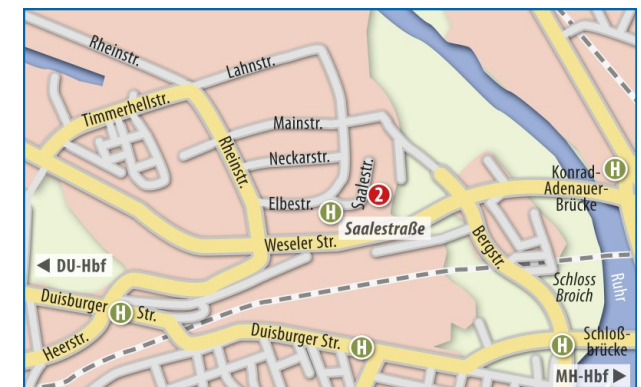 Rheinstr.
Lahnstr.
Timmerhellstr.
Mainstr.
Rheinstr.
Neckarstr.
Saalestr.
Elbestr.
2
H
Saalestraße
Weseler Str.
H
Konrad-
Adenauer-
Brücke
Bergstr.
◀ DU-Hbf
Schloss
Broich
Ruhr
Duisburger Str.
H
Heerstr.
Duisburger Str.
H
H
Schloß-
brücke
MH-Hbf ▶